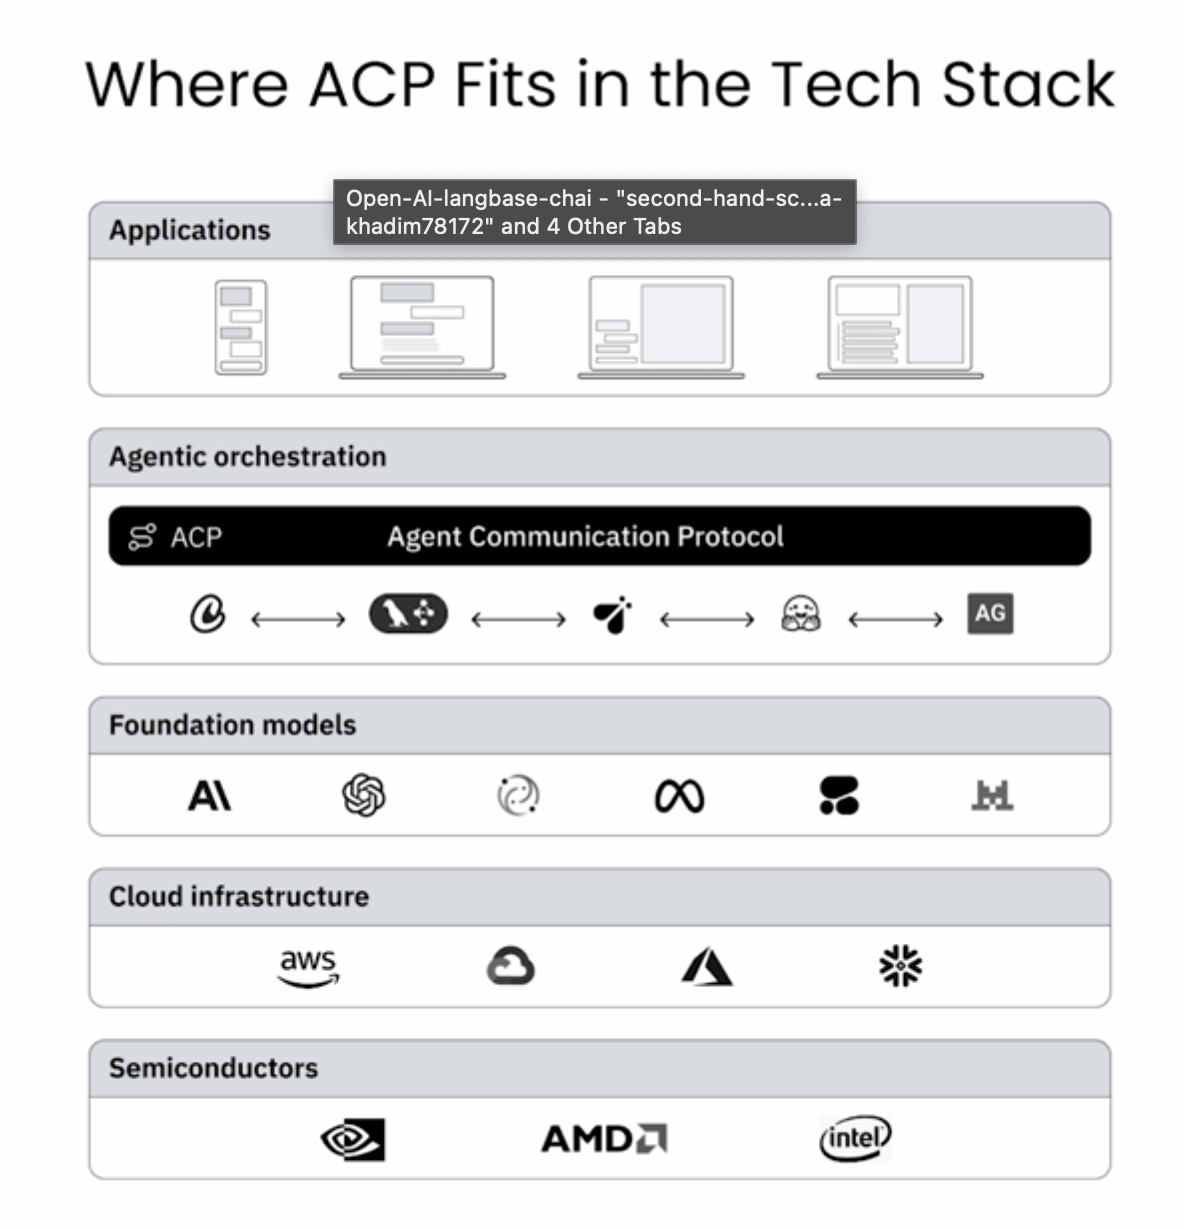 Where ACP Fits in the Tech Stack
Open-AI-langbase-chai - "second-hand-sc...a-
khadim78172" and 4 Other Tabs
Applications
Agentic orchestration
ACP
Agent Communication Protocol
AG
Foundation models
Cloud infrastructure
aws
Semiconductors
AMD
intel